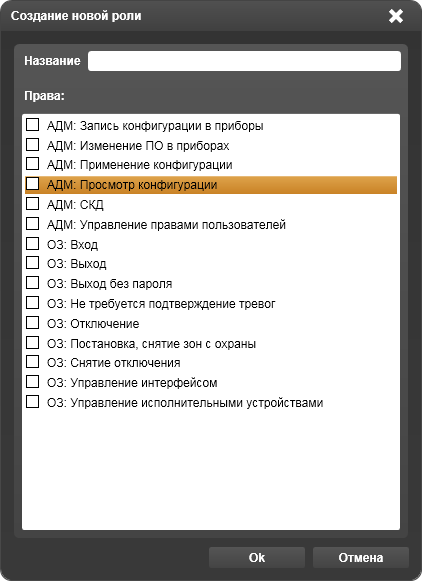 Создание новой роли
Название
Права:
АДМ: Запись конфигурации в приборы
АДМ: Изменение ПО в приборах
АДМ: Применение конфигурации
АДМ: Просмотр конфигурации
АДМ: СКД
АДМ: Управление правами пользователей
ОЗ: Вход
ОЗ: Выход
ОЗ: Выход без пароля
ОЗ: Не требуется подтверждение тревог
ОЗ: Отключение
ОЗ: Постановка, снятие зон с охраны
ОЗ: Снятие отключения
ОЗ: Управление интерфейсом
ОЗ: Управление исполнительными устройствами
Ok Отмена